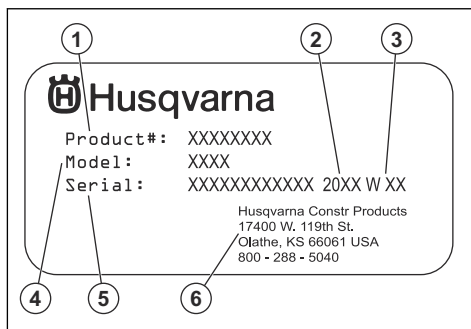 1
2
3
Husqvarna
Product#: XXXXXXXX
Model: XXXX
Serial: XXXXXXXXXXXX 20XX W XX
Husqvarna Constr Products
17400 W. 119th St.
Olathe, KS 66061 USA
800 - 288 - 5040
4
5
6